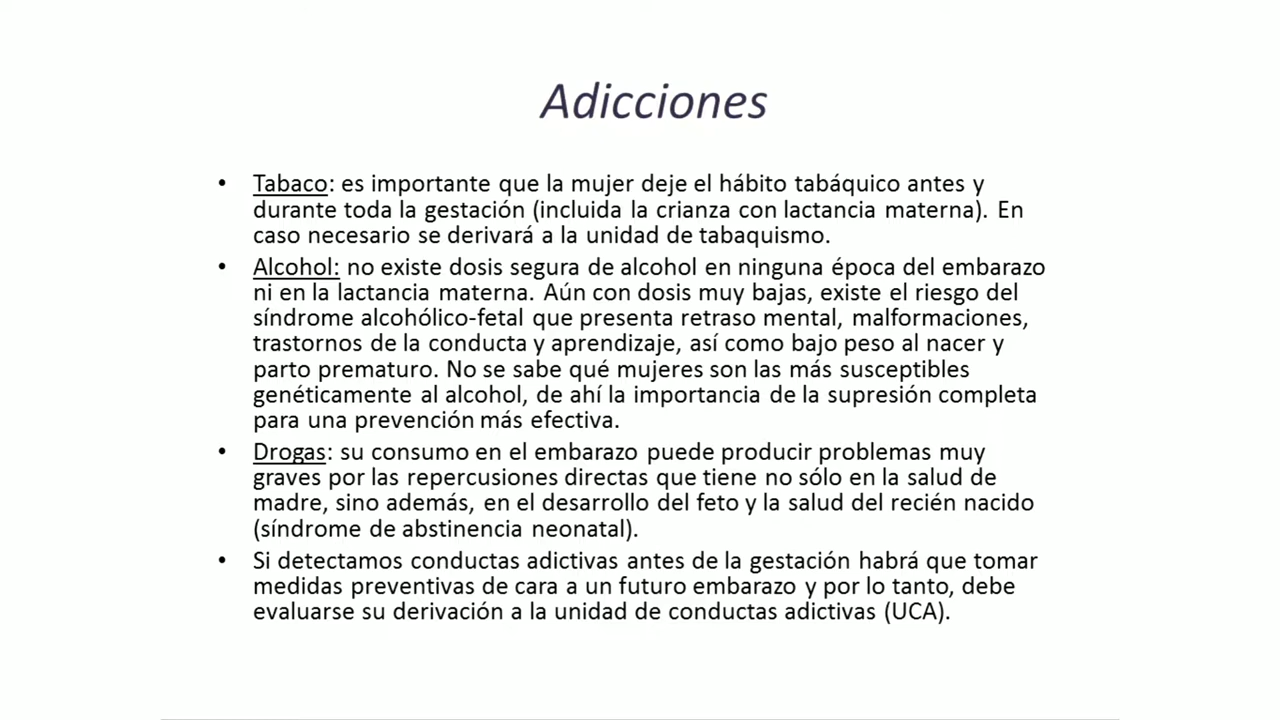 Adicciones
• Tabaco: es importante que la mujer deje el hábito tabáquico antes y
durante toda la gestación (incluida la crianza con lactancia materna). En
caso necesario se derivará a la unidad de tabaquismo.
• Alcohol: no existe dosis segura de alcohol en ninguna época del embarazo
ni en la lactancia materna. Aún con dosis muy bajas, existe el riesgo del
síndrome alcohólico-fetal que presenta retraso mental, malformaciones,
trastornos de la conducta y aprendizaje, así como bajo peso al nacer y
parto prematuro. No se sabe qué mujeres son las más susceptibles
genéticamente al alcohol, de ahí la importancia de la supresión completa
para una prevención más efectiva.
• Drogas: su consumo en el embarazo puede producir problemas muy
graves por las repercusiones directas que tiene no sólo en la salud de
madre, sino además, en el desarrollo del feto y la salud del recién nacido
(síndrome de abstinencia neonatal).
• Si detectamos conductas adictivas antes de la gestación habrá que tomar
medidas preventivas de cara a un futuro embarazo y por lo tanto, debe
evaluarse su derivación a la unidad de conductas adictivas (UCA).